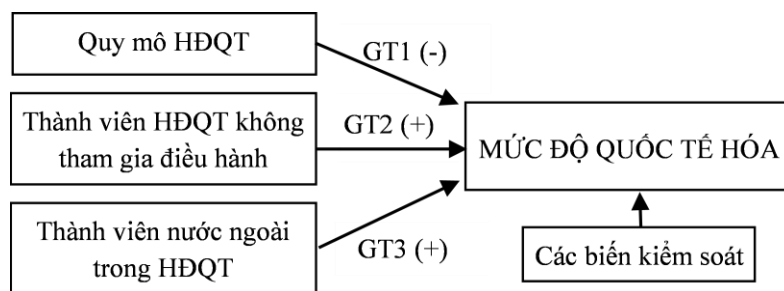 Quy mô HĐQT
GT1 (-)
Thành viên HĐQT không
tham gia điều hành
GT2 (+)
MỨC ĐỘ QUỐC TẾ HÓA
Thành viên nước ngoài
trong HĐQT
GT3 (+)
Các biến kiểm soát